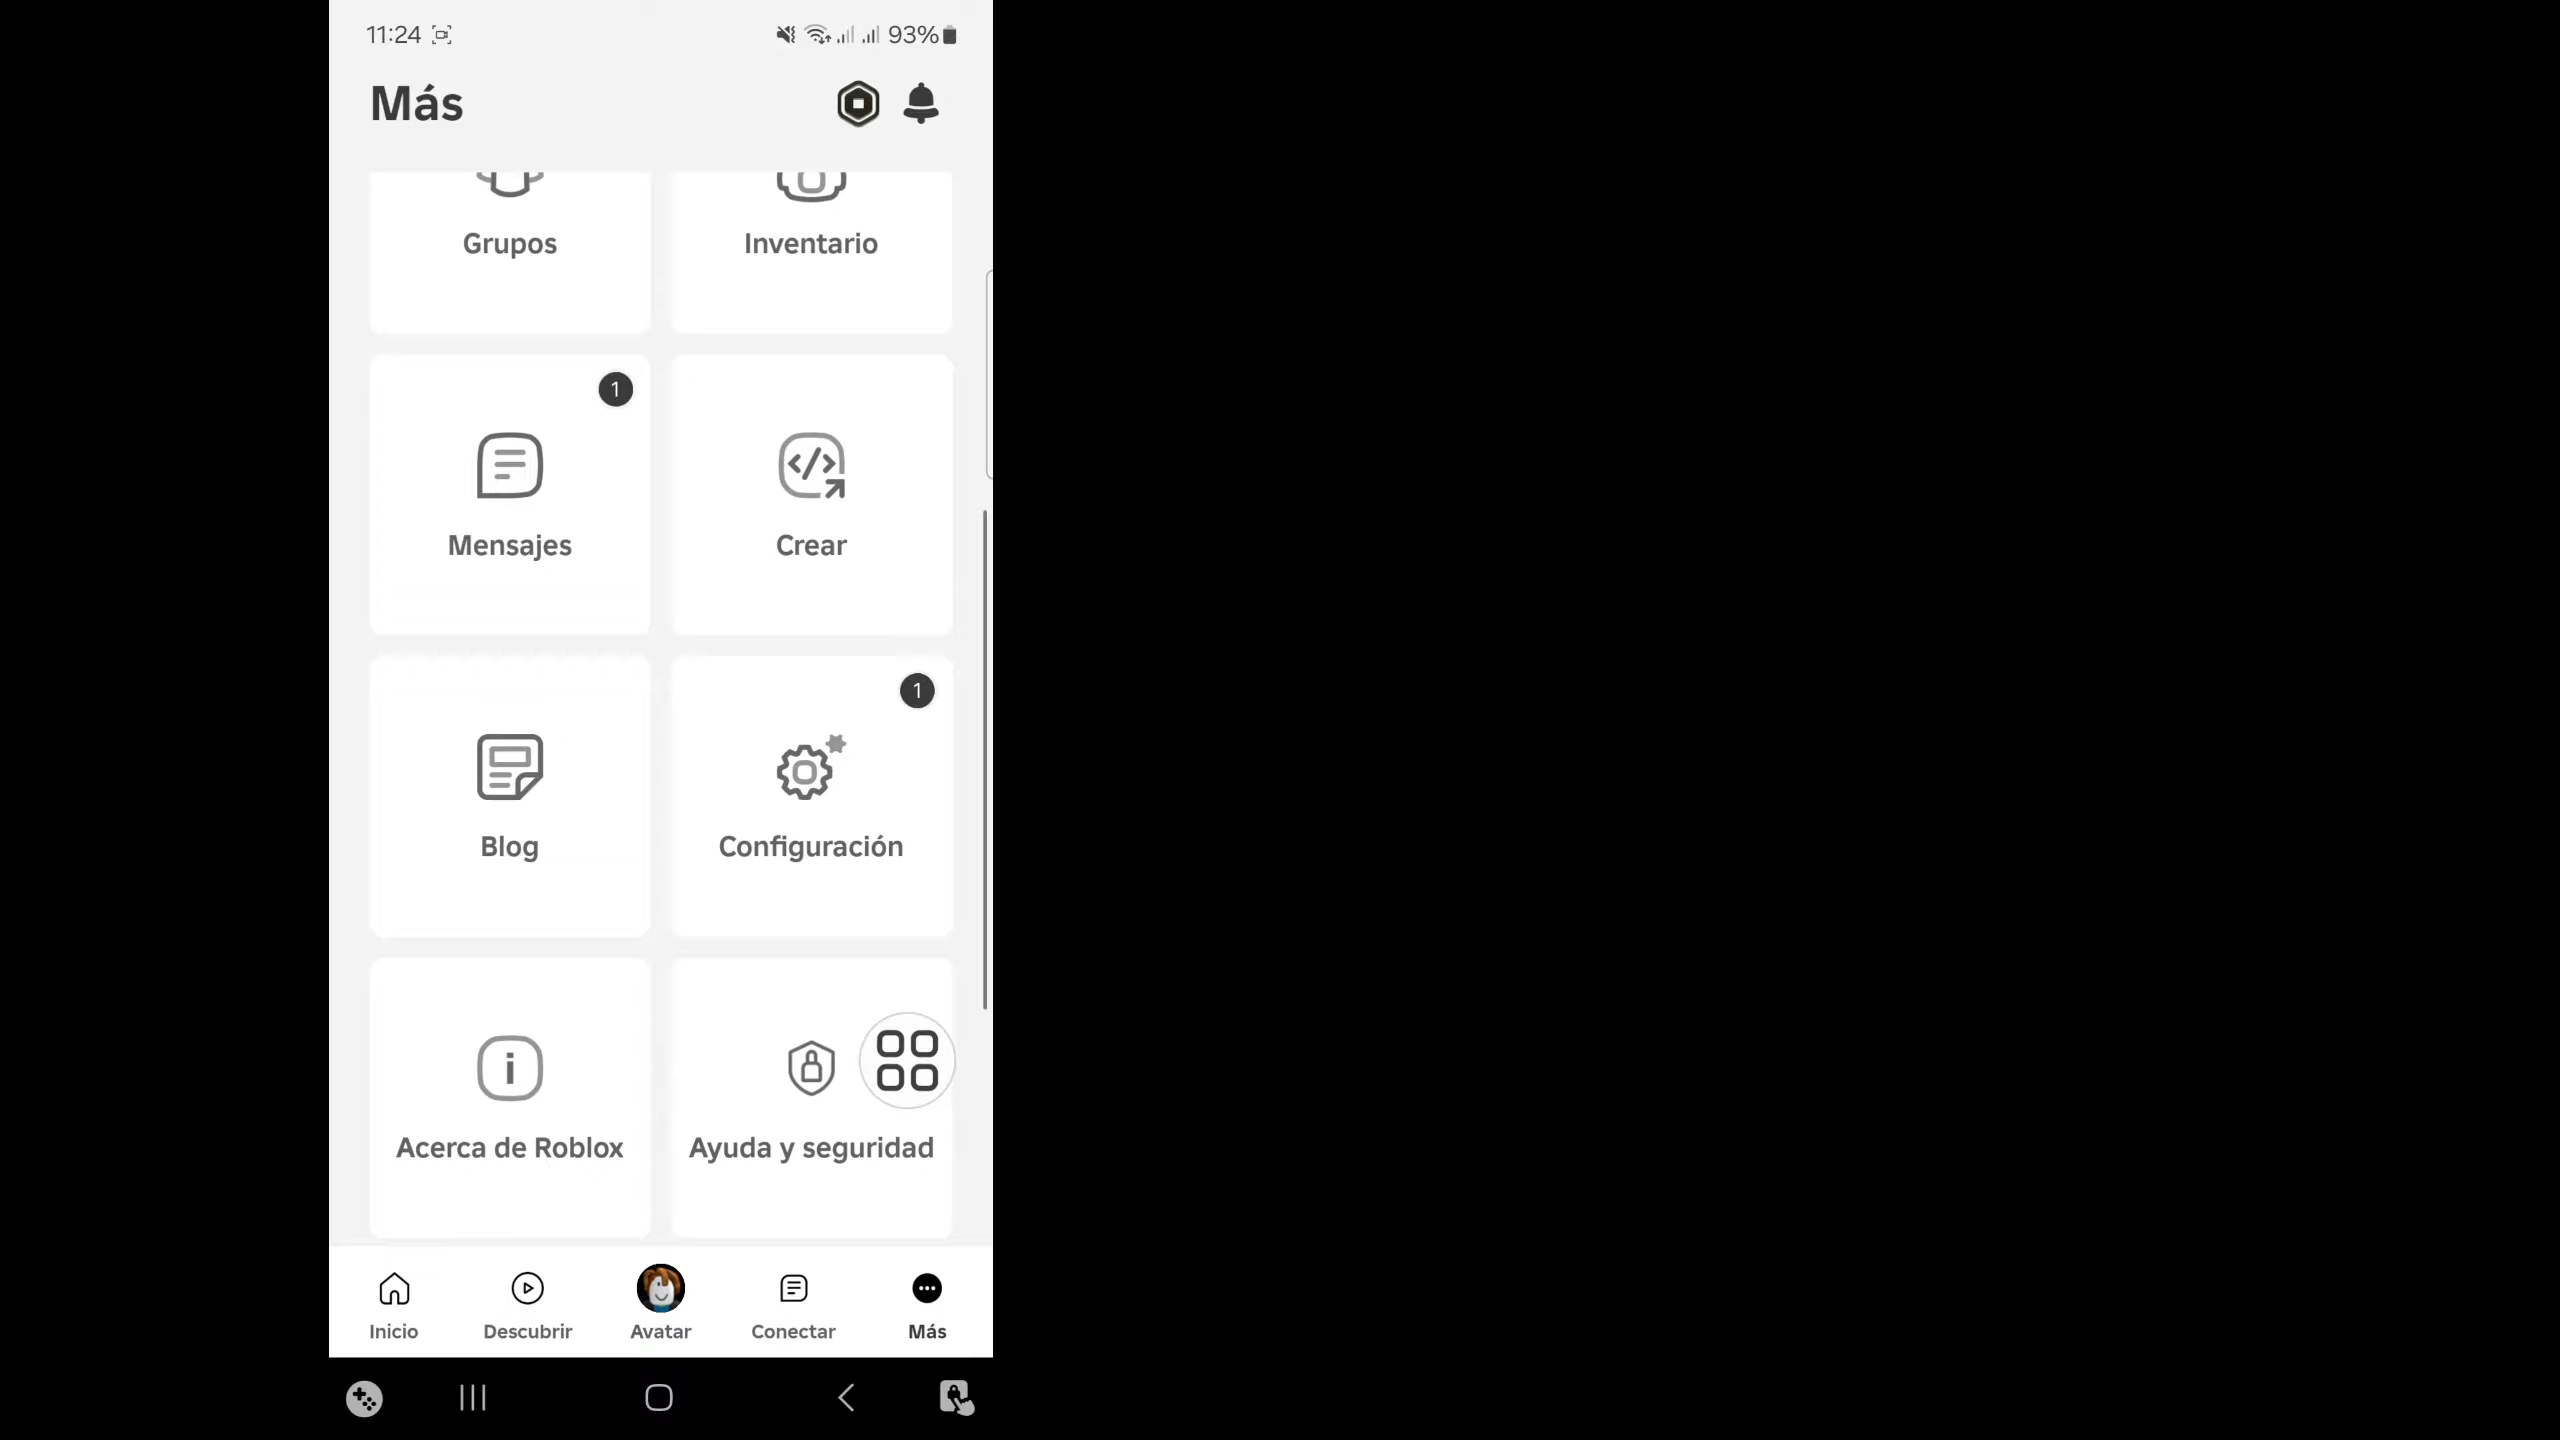 11:24
93%
Más
Grupos
Inventario
1
Mensajes
Crear
1
Blog
Configuración
Acerca de Roblox
Ayuda y seguridad
Inicio
Descubrir
Avatar
Conectar
Más